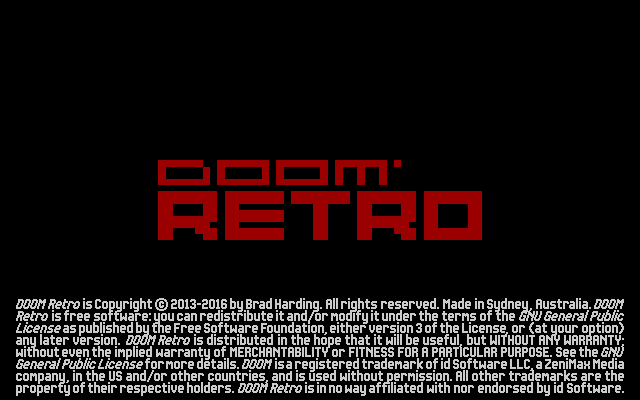 DOOM
RETRO
DOOM Retro is Copyright © 2013-2016 by Brad Harding. All rights reserved. Made in Sydney, Australia. DOOM
Retro is free software: you can redistribute it and/or modify it under the terms of the GNU General Public
License as published by the Free Software Foundation, either version 3 of the License, or (at your option)
any later version. DOOM Retro is distributed in the hope that it will be useful, but WITHOUT ANY WARRANTY;
without even the implied warranty of MERCHANTABILITY or FITNESS FOR A PARTICULAR PURPOSE. See the GNU
General Public License for more details. DOOM is a registered trademark of id Software LLC, a ZeniMax Media
company, in the US and/or other countries, and is used without permission. All other trademarks are the
property of their respective holders. DOOM Retro is in no way affiliated with nor endorsed by id Software.